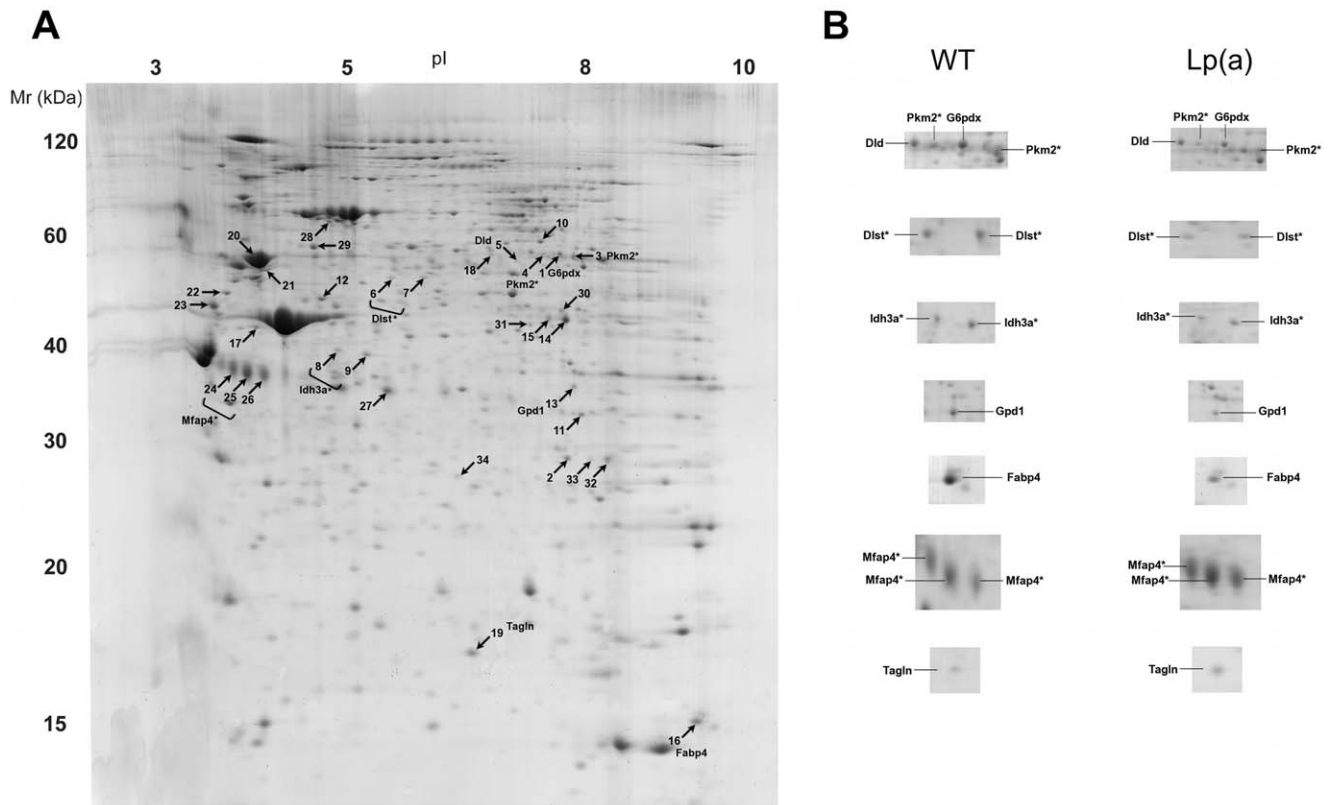 A
B
pI
3 5 8 10
Mr (kDa)
120
60
40
30
20
15
20
28
29
10
Dld
5
18
4
1
G6pdx
3 Pkm2*
Pkm2*
21
22
23
12
6
7
Dlst*
30
31
15
14
17
8
9
Idh3a*
24
25
26
Mfap4*
27
13
Gpd1
11
34
2
33
32
19
Tagln
16
Fabp4
WT
Pkm2* G6pdx
Dld
Pkm2*
Dlst*
Dlst*
Idh3a*
Idh3a*
Gpd1
Fabp4
Mfap4*
Mfap4*
Mfap4*
Tagln
Lp(a)
Pkm2* G6pdx
Dld
Pkm2*
Dlst*
Dlst*
Idh3a*
Idh3a*
Gpd1
Fabp4
Mfap4*
Mfap4*
Mfap4*
Tagln